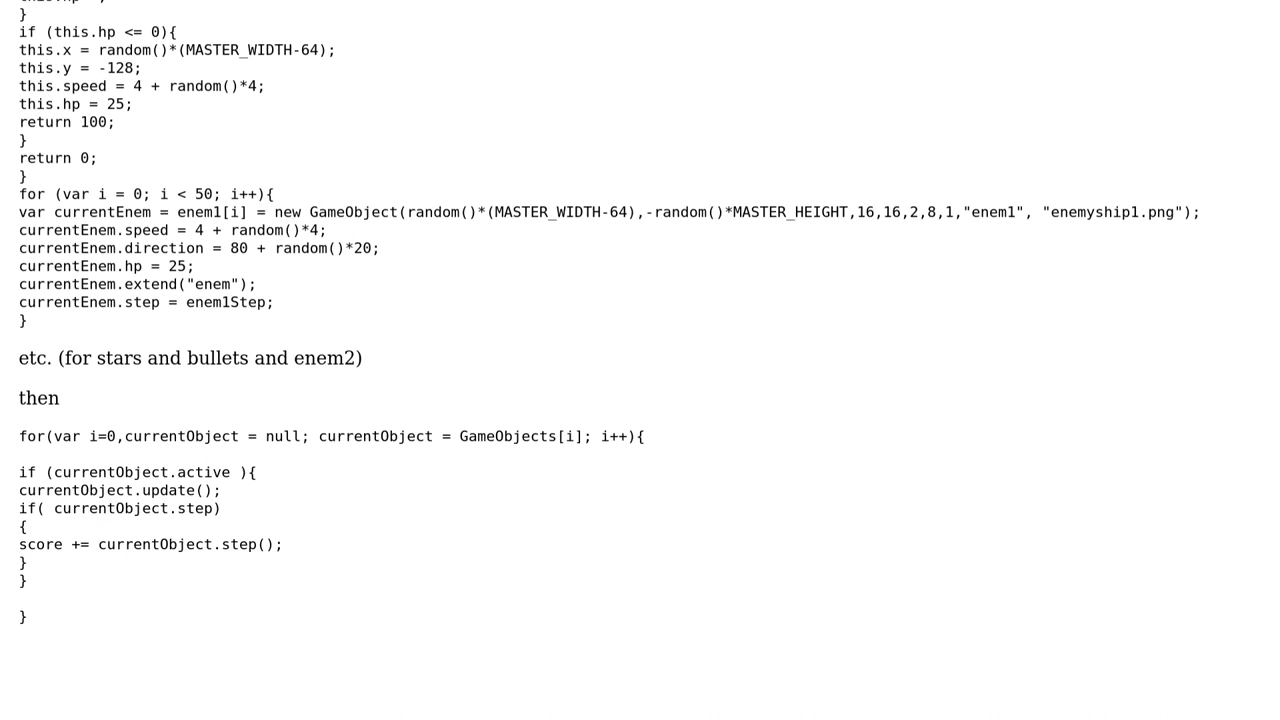 }
if (this.hp <= 0){
this.x = random()*(MASTER_WIDTH-64);
this.y = -128;
this.speed = 4 + random()*4;
this.hp = 25;
return 100;
}
return 0;
}
for (var i = 0; i < 50; i++){
var currentEnem = enem1[i] = new GameObject(random()*(MASTER_WIDTH-64),-random()*MASTER_HEIGHT,16,16,2,8,1,"enem1", "enemyship1.png");
currentEnem.speed = 4 + random()*4;
currentEnem.direction = 80 + random()*20;
currentEnem.hp = 25;
currentEnem.extend("enem");
currentEnem.step = enem1Step;
}
etc. (for stars and bullets and enem2)
then
for(var i=0,currentObject = null; currentObject = GameObjects[i]; i++){
if (currentObject.active ){
currentObject.update();
if( currentObject.step)
{
score += currentObject.step();
}
}
}